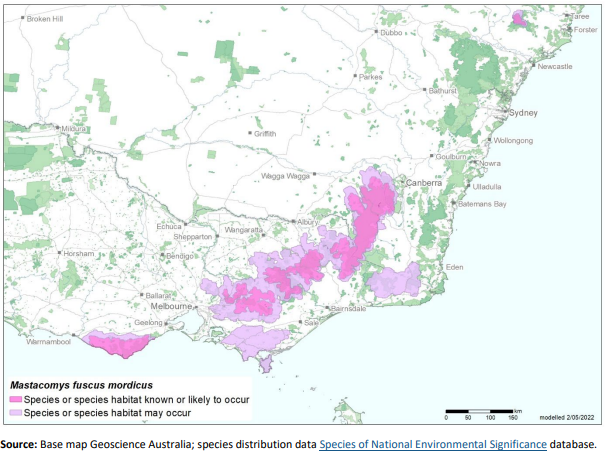 Broken Hill
Taree
Forster
Dubbo
Newcastle
Parkes
Bathurst
Sydney
Mildura
Griffith
Wollongong
Goulburn
Nowra
Wagga Wagga
Canberra
Ulladulla
Batemans Bay
Albury
Echuca
Shepparton
Wangaratta
Horsham
Bendigo
Eden
Ballarat
Melbourne
Bairnsdale
Geelong
Sale
Warrnambool
Mastacomys fuscus mordicus
Species or species habitat known or likely to occur
Species or species habitat may occur
0 50 100 150 km
modelled 2/05/2022
Source: Base map Geoscience Australia; species distribution data Species of National Environmental Significance database.